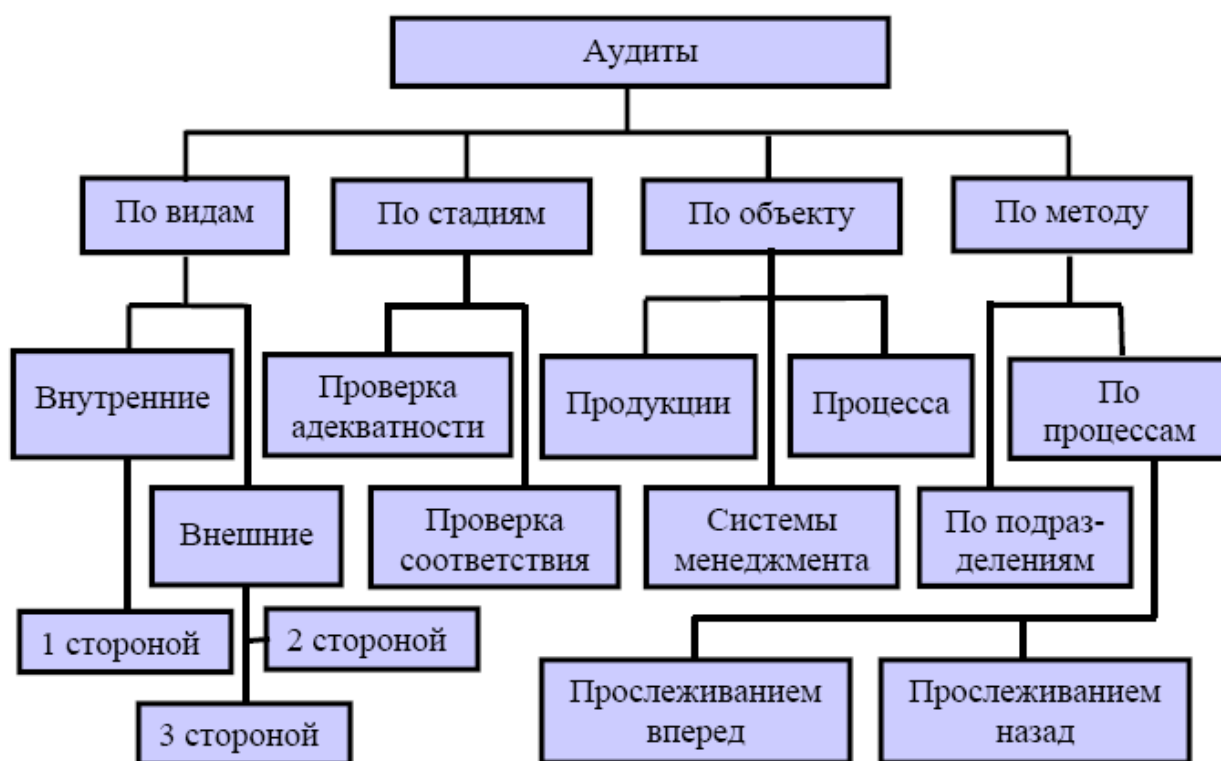 Аудиты
По видам
По стадиям
По объекту
По методу
Внутренние
Проверка
адекватности
Продукции
Процесса
По
процессам
Внешние
Проверка
соответствия
Системы
менеджмента
По подраз-
делениям
1 стороной
2 стороной
3 стороной
Прослеживанием
вперед
Прослеживанием
назад